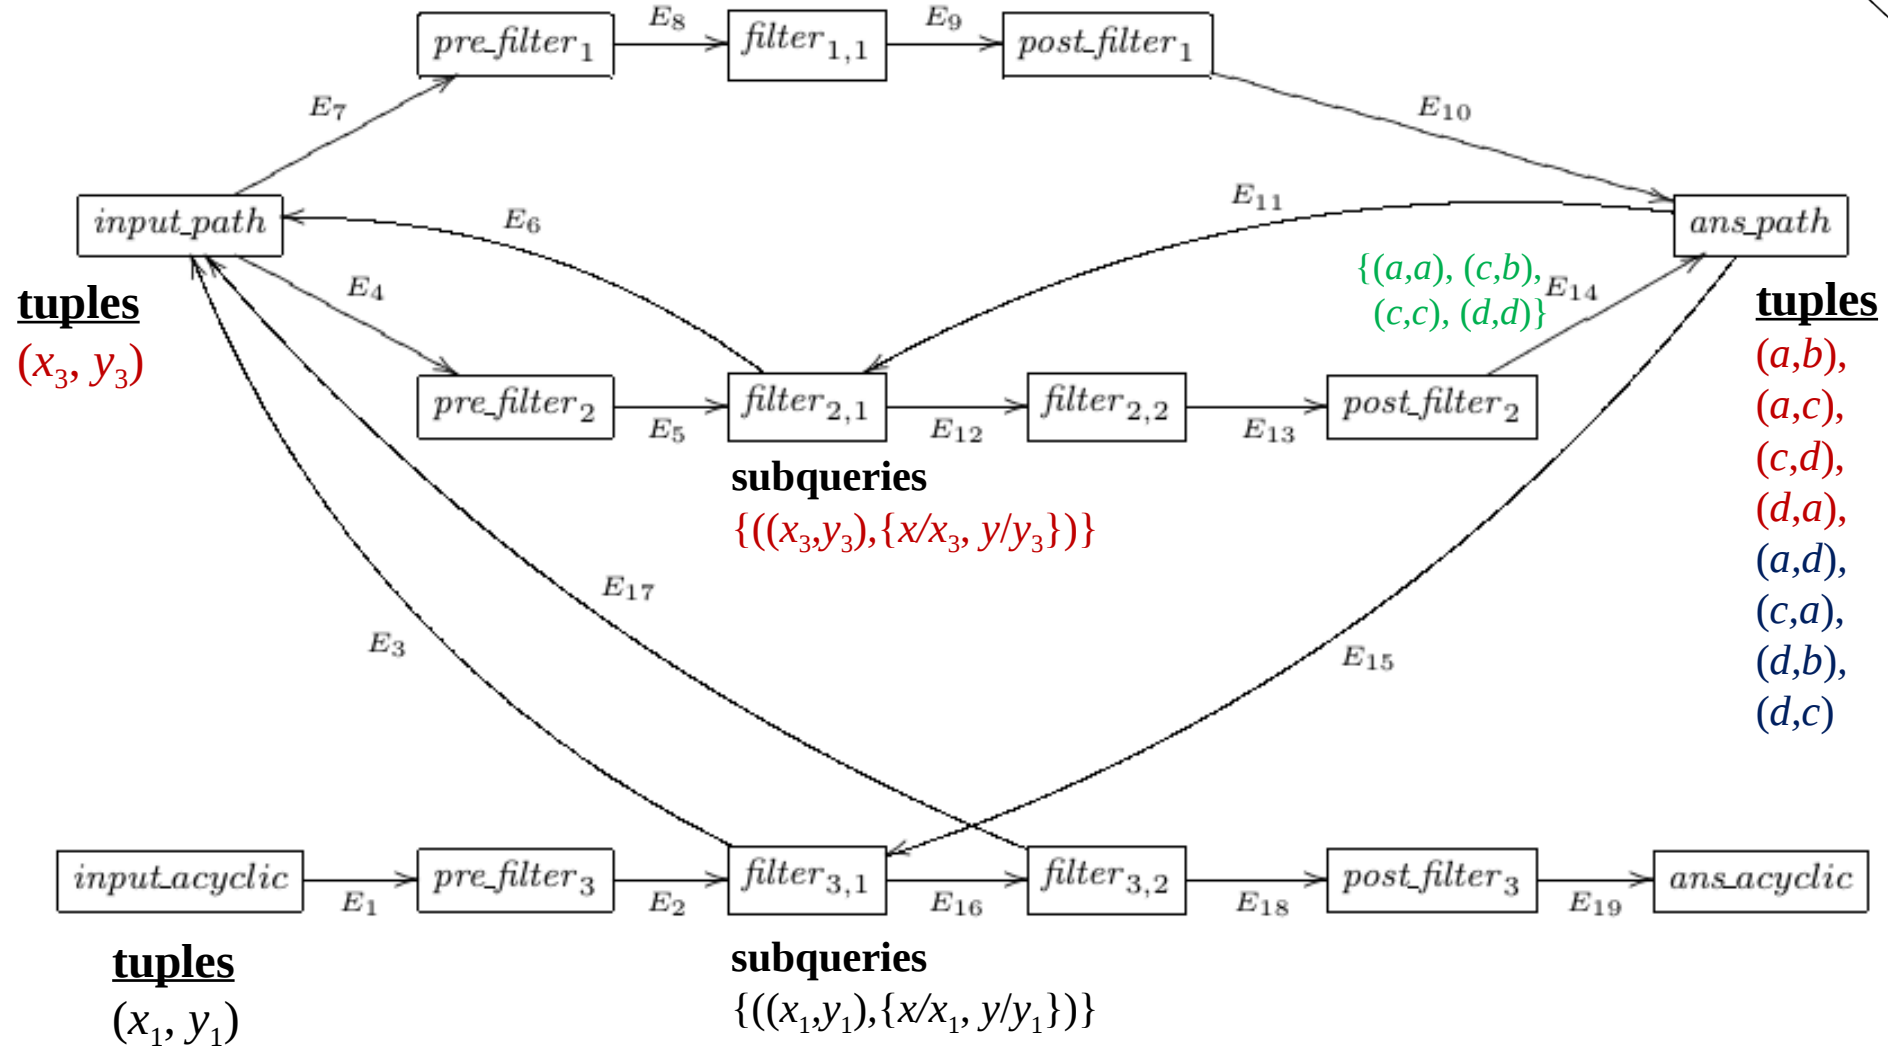 E₈ E₉
pre_filter₁ filter₁,₁ post_filter₁
E₇ E₁₀
input_path E₆ E₁₁ ans_path
{(a,a), (c,b),
(c,c), (d,d)}
E₄ E₁₄
tuples
(x₃, y₃)
tuples
(a,b),
(a,c),
(c,d),
(d,a),
(a,d),
(c,a),
(d,b),
(d,c)
pre_filter₂ filter₂,₁ filter₂,₂ post_filter₂
E₅ E₁₂ E₁₃
subqueries
{((x₃,y₃),{x/x₃, y/y₃})}
E₁₇
E₃ E₁₅
input_acyclic pre_filter₃ filter₃,₁ filter₃,₂ post_filter₃ ans_acyclic
E₁ E₂ E₁₆ E₁₈ E₁₉
tuples
(x₁, y₁)
subqueries
{((x₁,y₁),{x/x₁, y/y₁})}